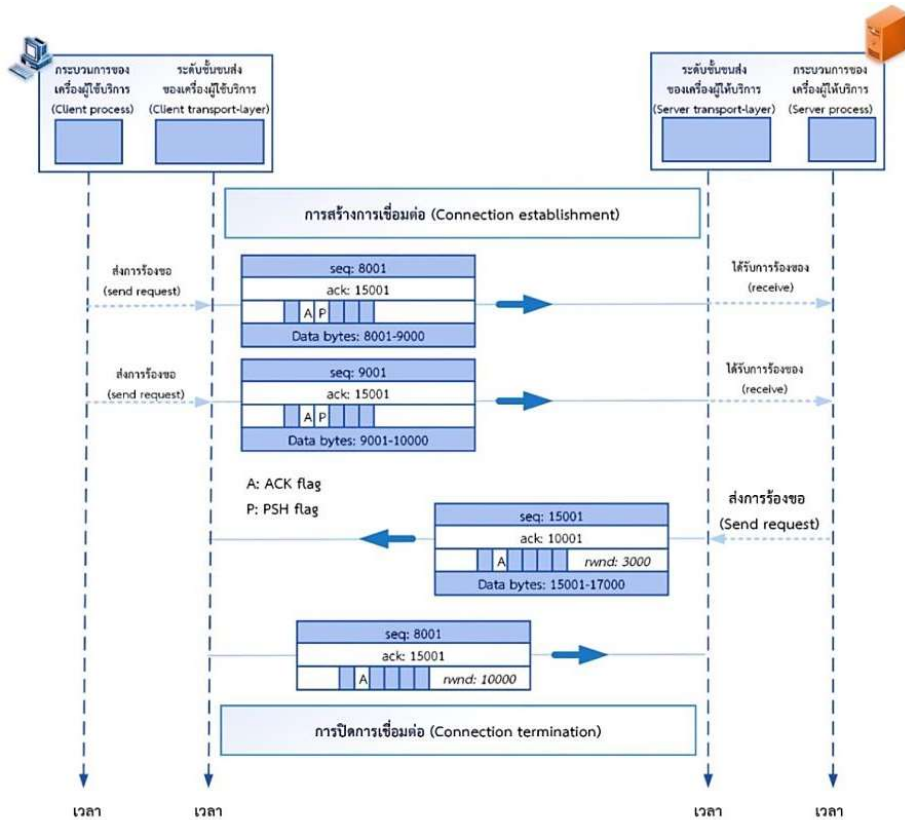 กระบวนการของ
เครื่องผู้ใช้บริการ
(Client process)
ระดับชั้นขนส่ง
ของเครื่องผู้ใช้บริการ
(Client transport-layer)
ระดับชั้นขนส่ง
ของเครื่องผู้ให้บริการ
(Server transport-layer)
กระบวนการของ
เครื่องผู้ให้บริการ
(Server process)
การสร้างการเชื่อมต่อ (Connection establishment)
ส่งการร้องขอ
(send request)
seq: 8001
ack: 15001
A P
Data bytes: 8001-9000
ได้รับการร้องของ
(receive)
ส่งการร้องขอ
(send request)
seq: 9001
ack: 15001
A P
Data bytes: 9001-10000
ได้รับการร้องของ
(receive)
A: ACK flag
P: PSH flag
ส่งการร้องขอ
(Send request)
seq: 15001
ack: 10001
A rwnd: 3000
Data bytes: 15001-17000
seq: 8001
ack: 15001
A rwnd: 10000
การปิดการเชื่อมต่อ (Connection termination)
เวลา
เวลา
เวลา
เวลา